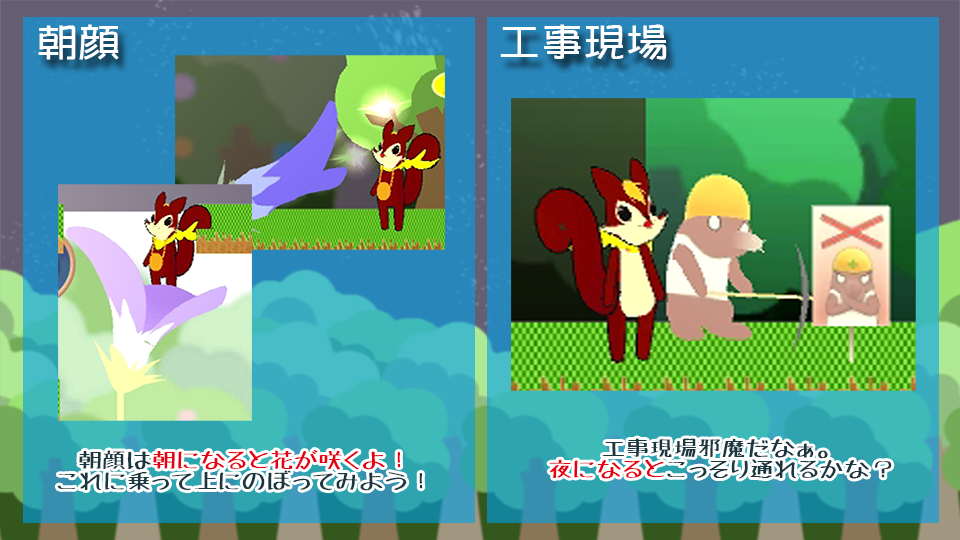 朝顔
朝顔は朝になると花が咲くよ！
これに乗って上にのぼってみよう！
工事現場
工事現場邪魔だなぁ。
夜になるとこっそり通れるかな？